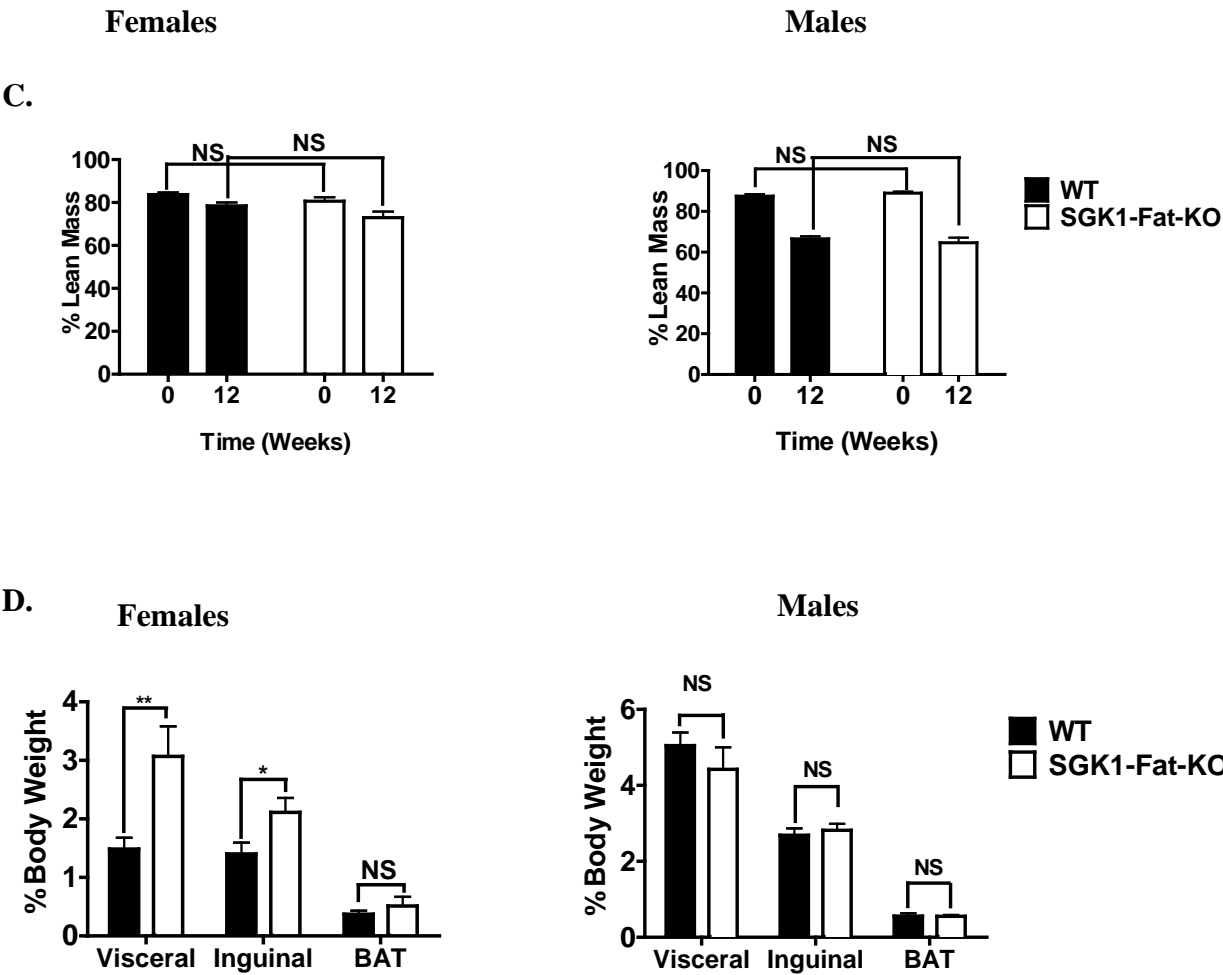 Females
Males
C.
NS
NS
100
80
60
40
20
0
% Lean Mass
0 12 0 12
Time (Weeks)
NS
NS
100
80
60
40
20
0
% Lean Mass
0 12 0 12
Time (Weeks)
WT
SGK1-Fat-KO
D.
Females
Males
4
3
2
1
0
% Body Weight
**
*
NS
Visceral Inguinal BAT
6
4
2
0
% Body Weight
NS
NS
NS
Visceral Inguinal BAT
WT
SGK1-Fat-KO